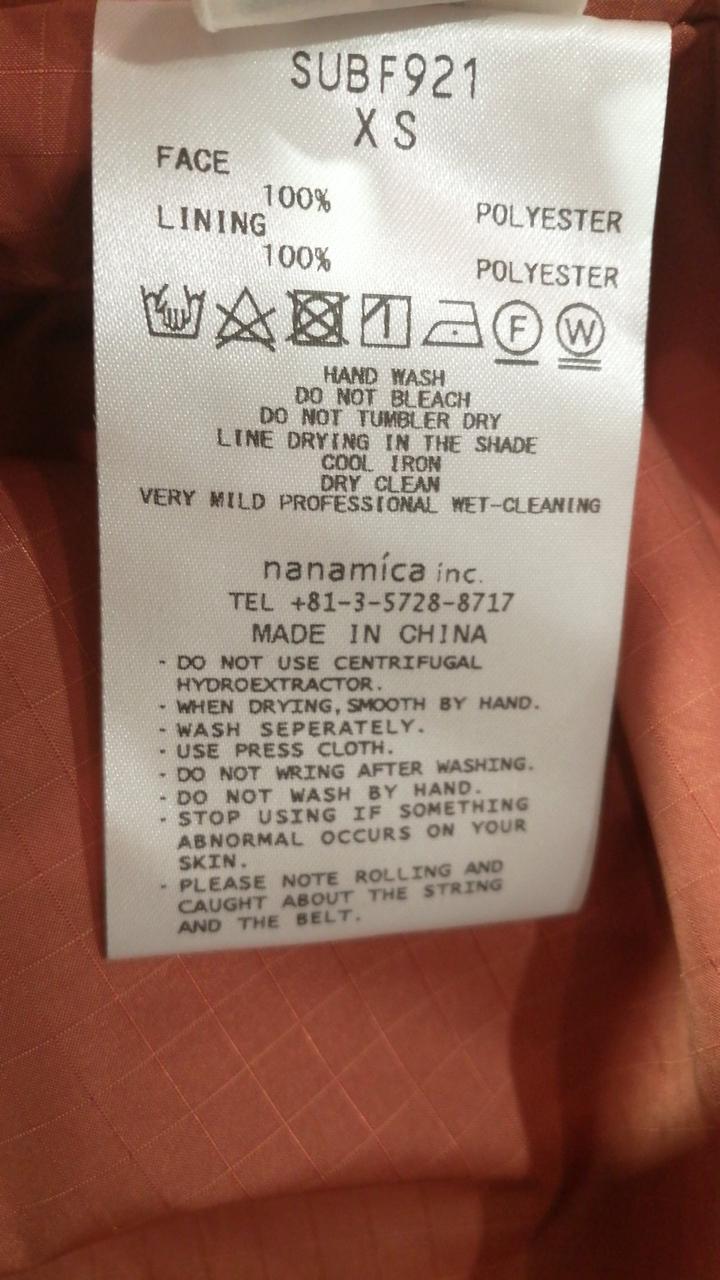 SUBF921
XS
FACE
100% POLYESTER
LINING
100% POLYESTER
F W
HAND WASH
DO NOT BLEACH
DO NOT TUMBLER DRY
LINE DRYING IN THE SHADE
COOL IRON
DRY CLEAN
VERY MILD PROFESSIONAL WET-CLEANING
nanamíca inc.
TEL +81-3-5728-8717
MADE IN CHINA
- DO NOT USE CENTRIFUGAL
HYDROEXTRACTOR.
- WHEN DRYING, SMOOTH BY HAND.
- WASH SEPERATELY.
- USE PRESS CLOTH.
- DO NOT WRING AFTER WASHING.
- DO NOT WASH BY HAND.
- STOP USING IF SOMETHING
ABNORMAL OCCURS ON YOUR
SKIN.
- PLEASE NOTE ROLLING AND
CAUGHT ABOUT THE STRING
AND THE BELT.